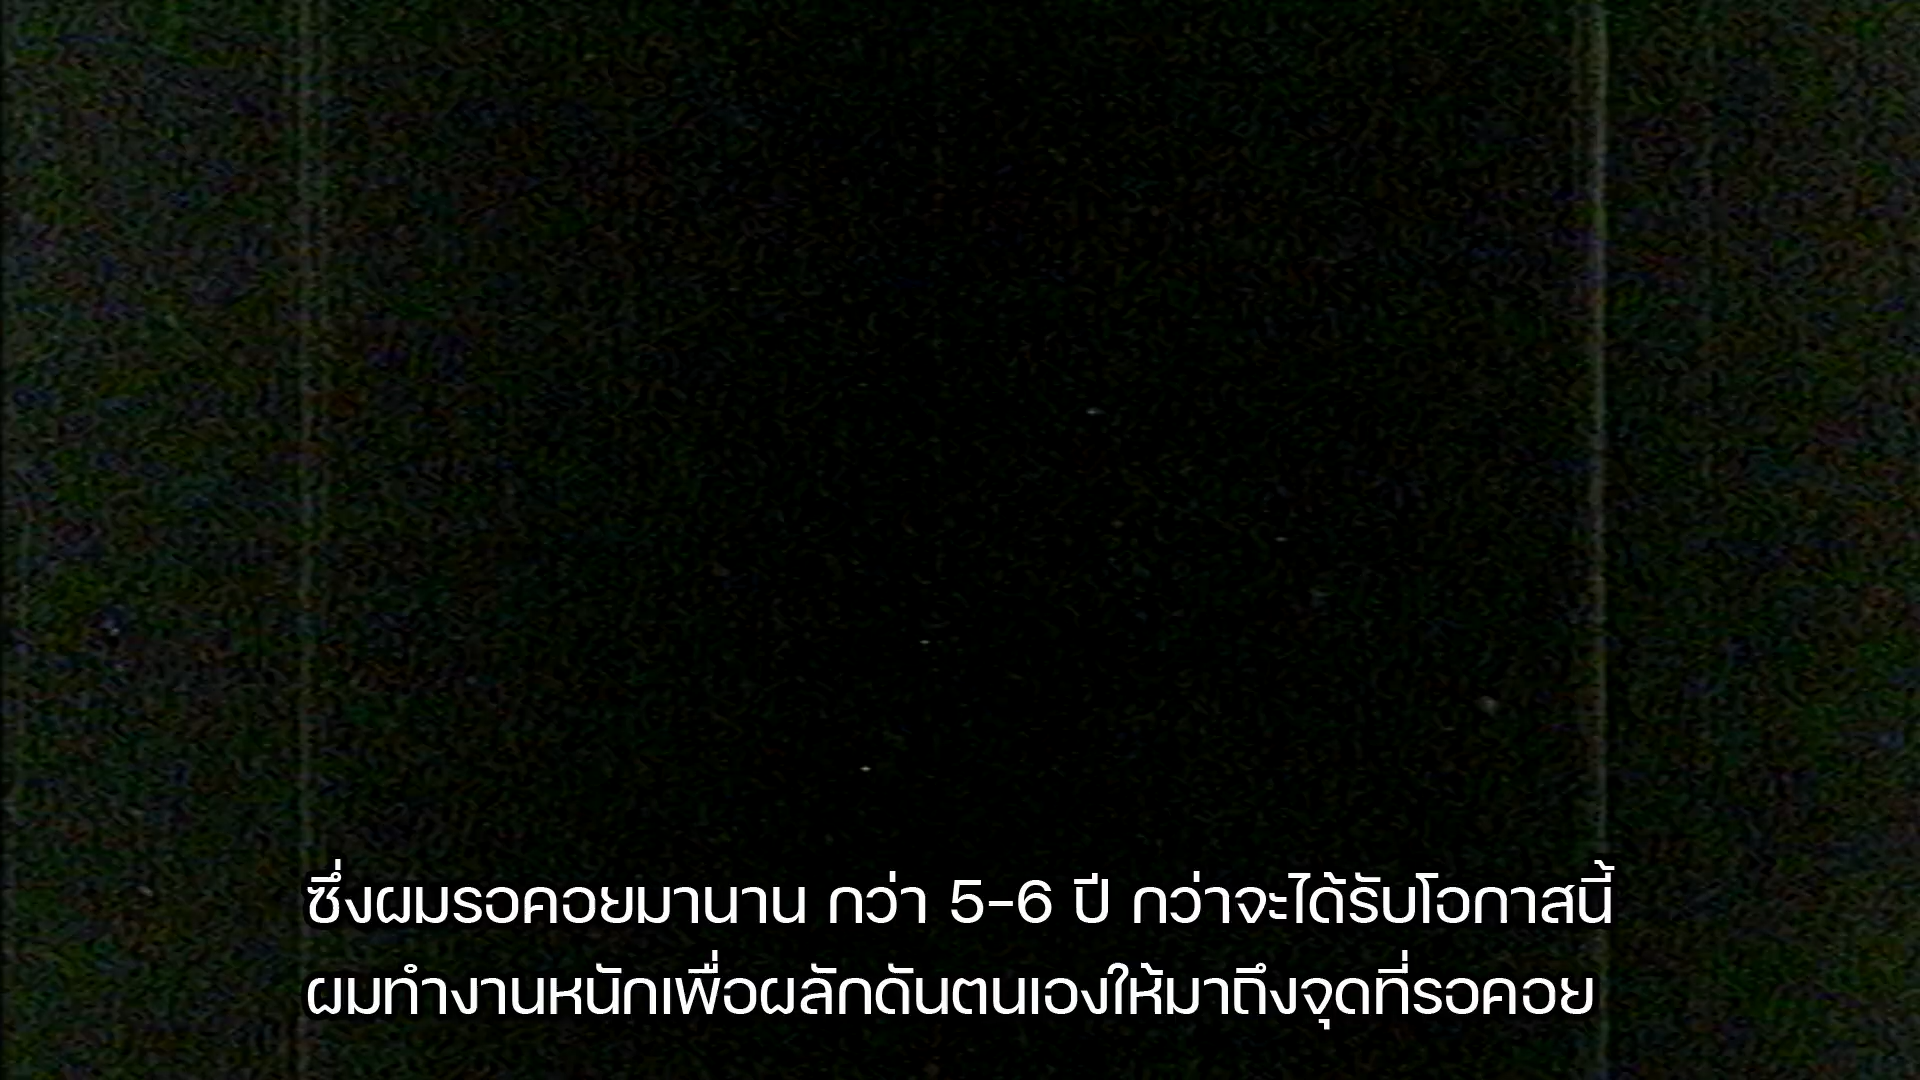 ซึ่งผมรอคอยมานาน กว่า 5-6 ปี กว่าจะได้รับโอกาสนี้
ผมทำงานหนักเพื่อผลักดันตนเองให้มาถึงจุดที่รอคอย